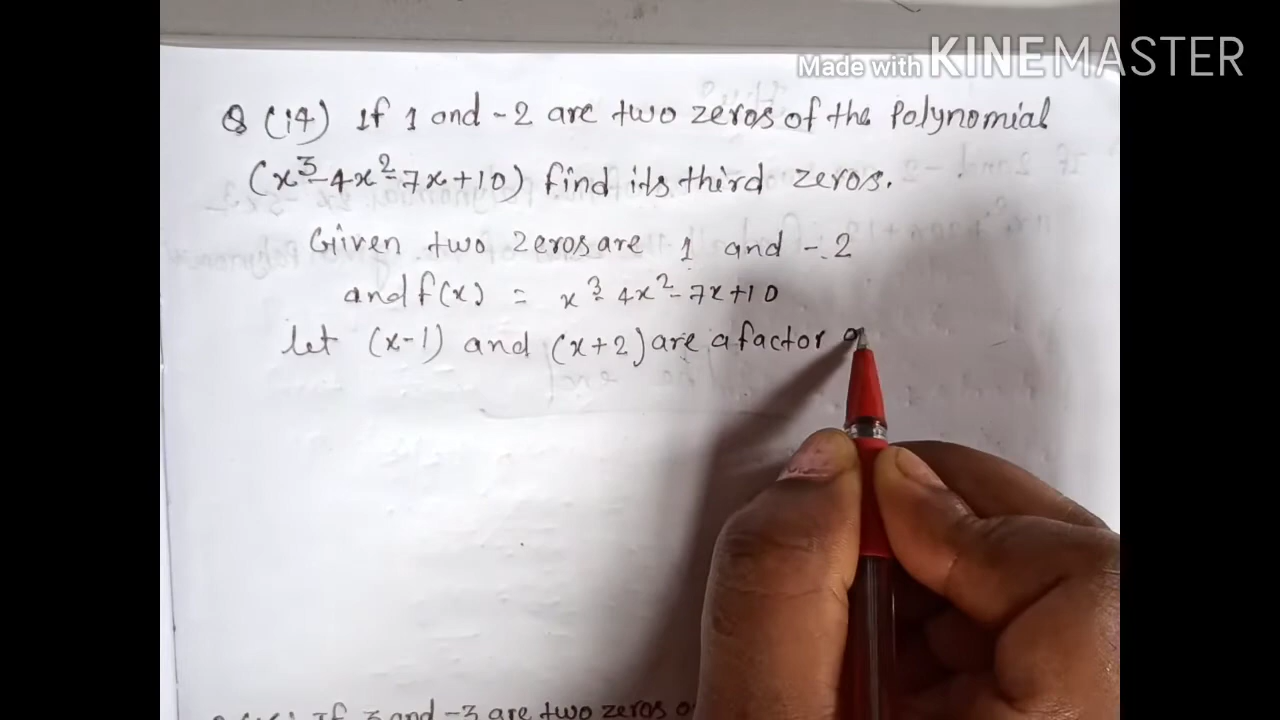 Made with KINEMASTER
Q (14) If 1 and -2 are two zeros of the Polynomial
(x³-4x²-7x+10) find its third zeros.
Given two zeros are 1 and -2
and f(x) = x³-4x²-7x+10
let (x-1) and (x+2) are a factor
and -3 are two zeros